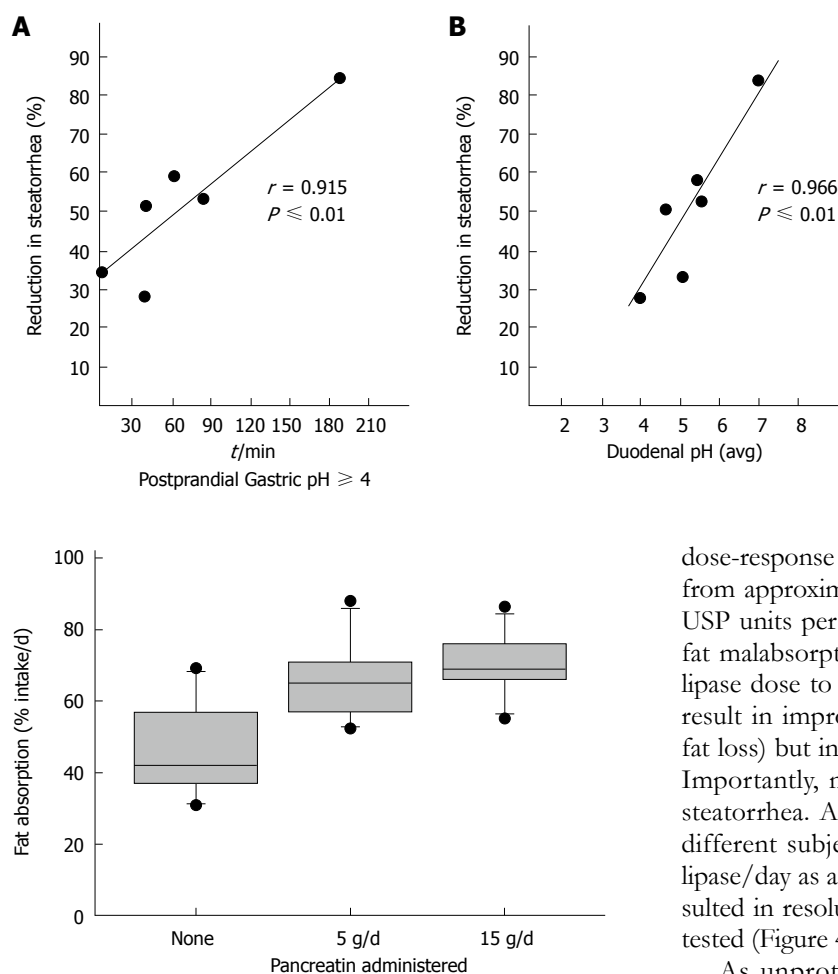 A
Reduction in steatorrhea (%)
90
80
70
60
50
40
30
20
10
r = 0.915
P ≤ 0.01
30 60 90 120 150 180 210
t/min
Postprandial Gastric pH ≥ 4
B
Reduction in steatorrhea (%)
90
80
70
60
50
40
30
20
10
r = 0.966
P ≤ 0.01
2 3 4 5 6 7 8
Duodenal pH (avg)
Fat absorption (% intake/d)
100
80
60
40
20
0
None 5 g/d 15 g/d
Pancreatin administered
dose-response
from approxim
USP units per
fat malabsorpt
lipase dose to
result in impro
fat loss) but in
Importantly, n
steatorrhea. A
different subje
lipase/day as a
sulted in resolu
tested (Figure 4
As unprot